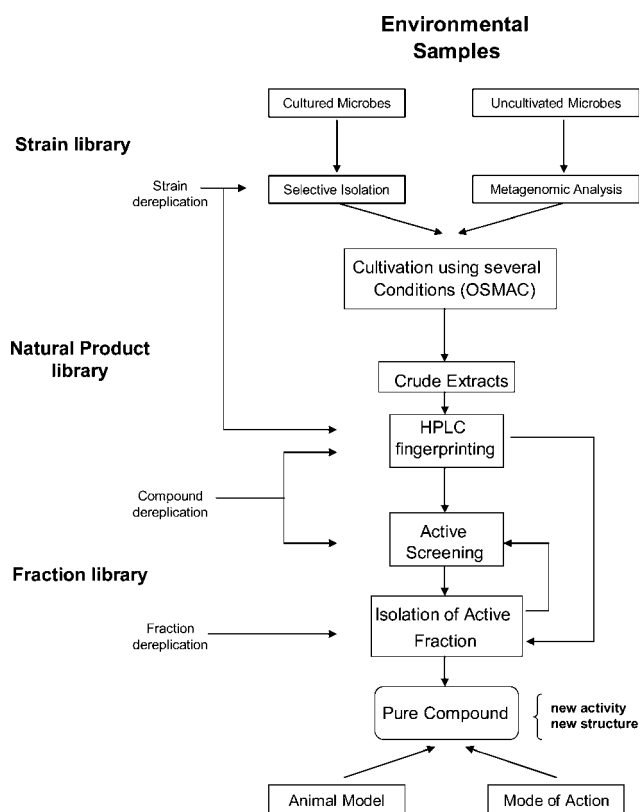 Environmental
Samples
Cultured Microbes
Uncultivated Microbes
Strain library
Strain
dereplication
Selective Isolation
Metagenomic Analysis
Cultivation using several
Conditions (OSMAC)
Natural Product
library
Crude Extracts
HPLC
fingerprinting
Compound
dereplication
Active
Screening
Fraction library
Isolation of Active
Fraction
Fraction
dereplication
Pure Compound
new activity
new structure
Animal Model
Mode of Action